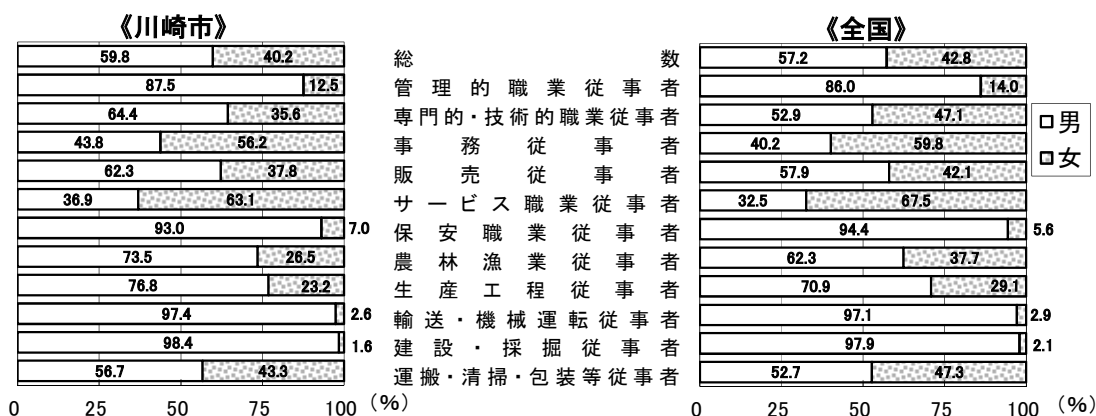 《川崎市》 《全国》
59.8 40.2 総数 57.2 42.8
87.5 12.5 管理的職業従事者 86.0 14.0
64.4 35.6 専門的・技術的職業従事者 52.9 47.1
43.8 56.2 事務従事者 40.2 59.8
62.3 37.8 販売従事者 57.9 42.1
36.9 63.1 サービス職業従事者 32.5 67.5
93.0 7.0 保安職業従事者 94.4 5.6
73.5 26.5 農林漁業従事者 62.3 37.7
76.8 23.2 生産工程従事者 70.9 29.1
97.4 2.6 輸送・機械運転従事者 97.1 2.9
98.4 1.6 建設・採掘従事者 97.9 2.1
56.7 43.3 運搬・清掃・包装等従事者 52.7 47.3
0 25 50 75 100 (%) 0 25 50 75 100 (%)
男
女